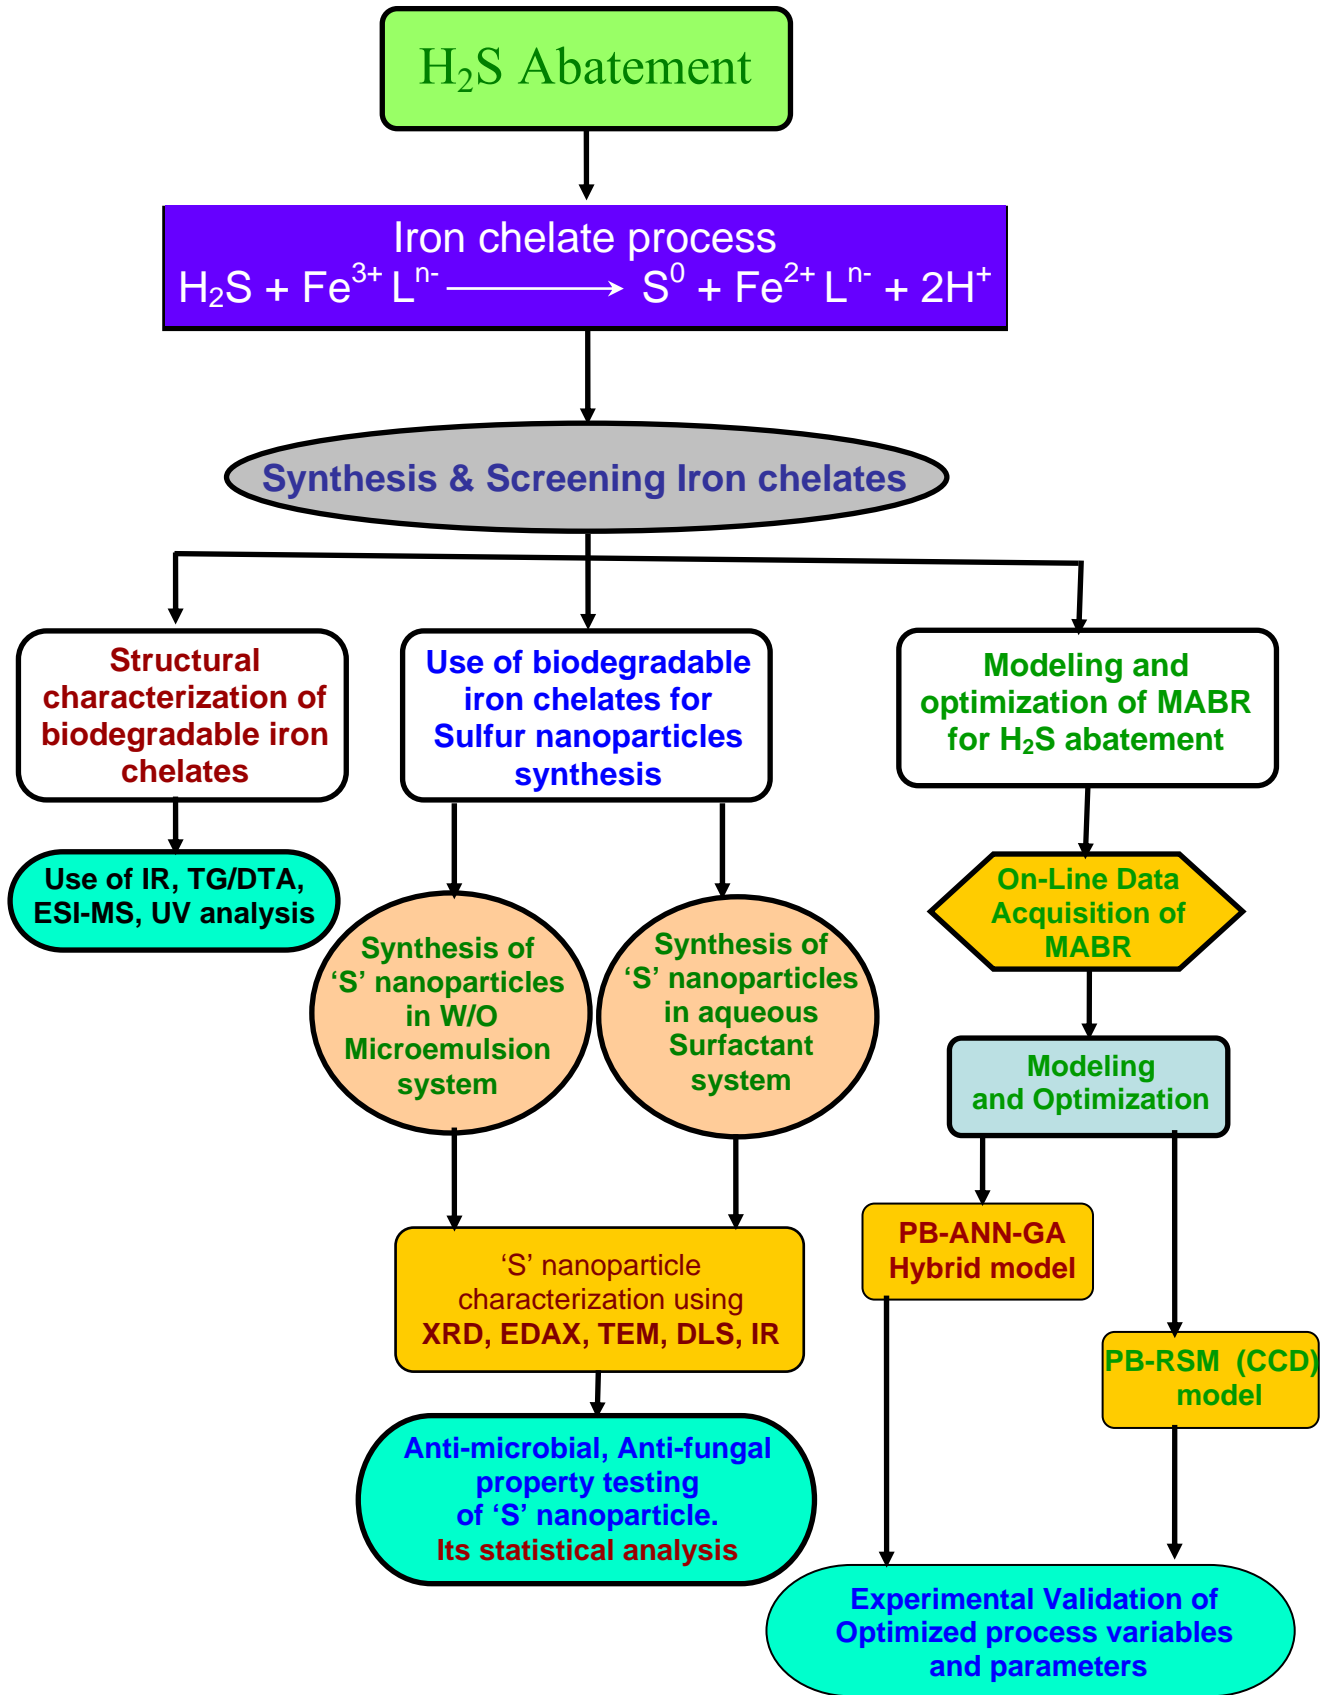 H₂S Abatement
Iron chelate process
H₂S + Fe³⁺ Lⁿ⁻ ⟶ S⁰ + Fe²⁺ Lⁿ⁻ + 2H⁺
Synthesis & Screening Iron chelates
Structural
characterization of
biodegradable iron
chelates
Use of IR, TG/DTA,
ESI-MS, UV analysis
Use of biodegradable
iron chelates for
Sulfur nanoparticles
synthesis
Synthesis of
‘S’ nanoparticles
in W/O
Microemulsion
system
Synthesis of
‘S’ nanoparticles
in aqueous
Surfactant
system
‘S’ nanoparticle
characterization using
XRD, EDAX, TEM, DLS, IR
Anti-microbial, Anti-fungal
property testing
of ‘S’ nanoparticle.
Its statistical analysis
Modeling and
optimization of MABR
for H₂S abatement
On-Line Data
Acquisition of
MABR
Modeling
and Optimization
PB-ANN-GA
Hybrid model
PB-RSM (CCD)
model
Experimental Validation of
Optimized process variables
and parameters